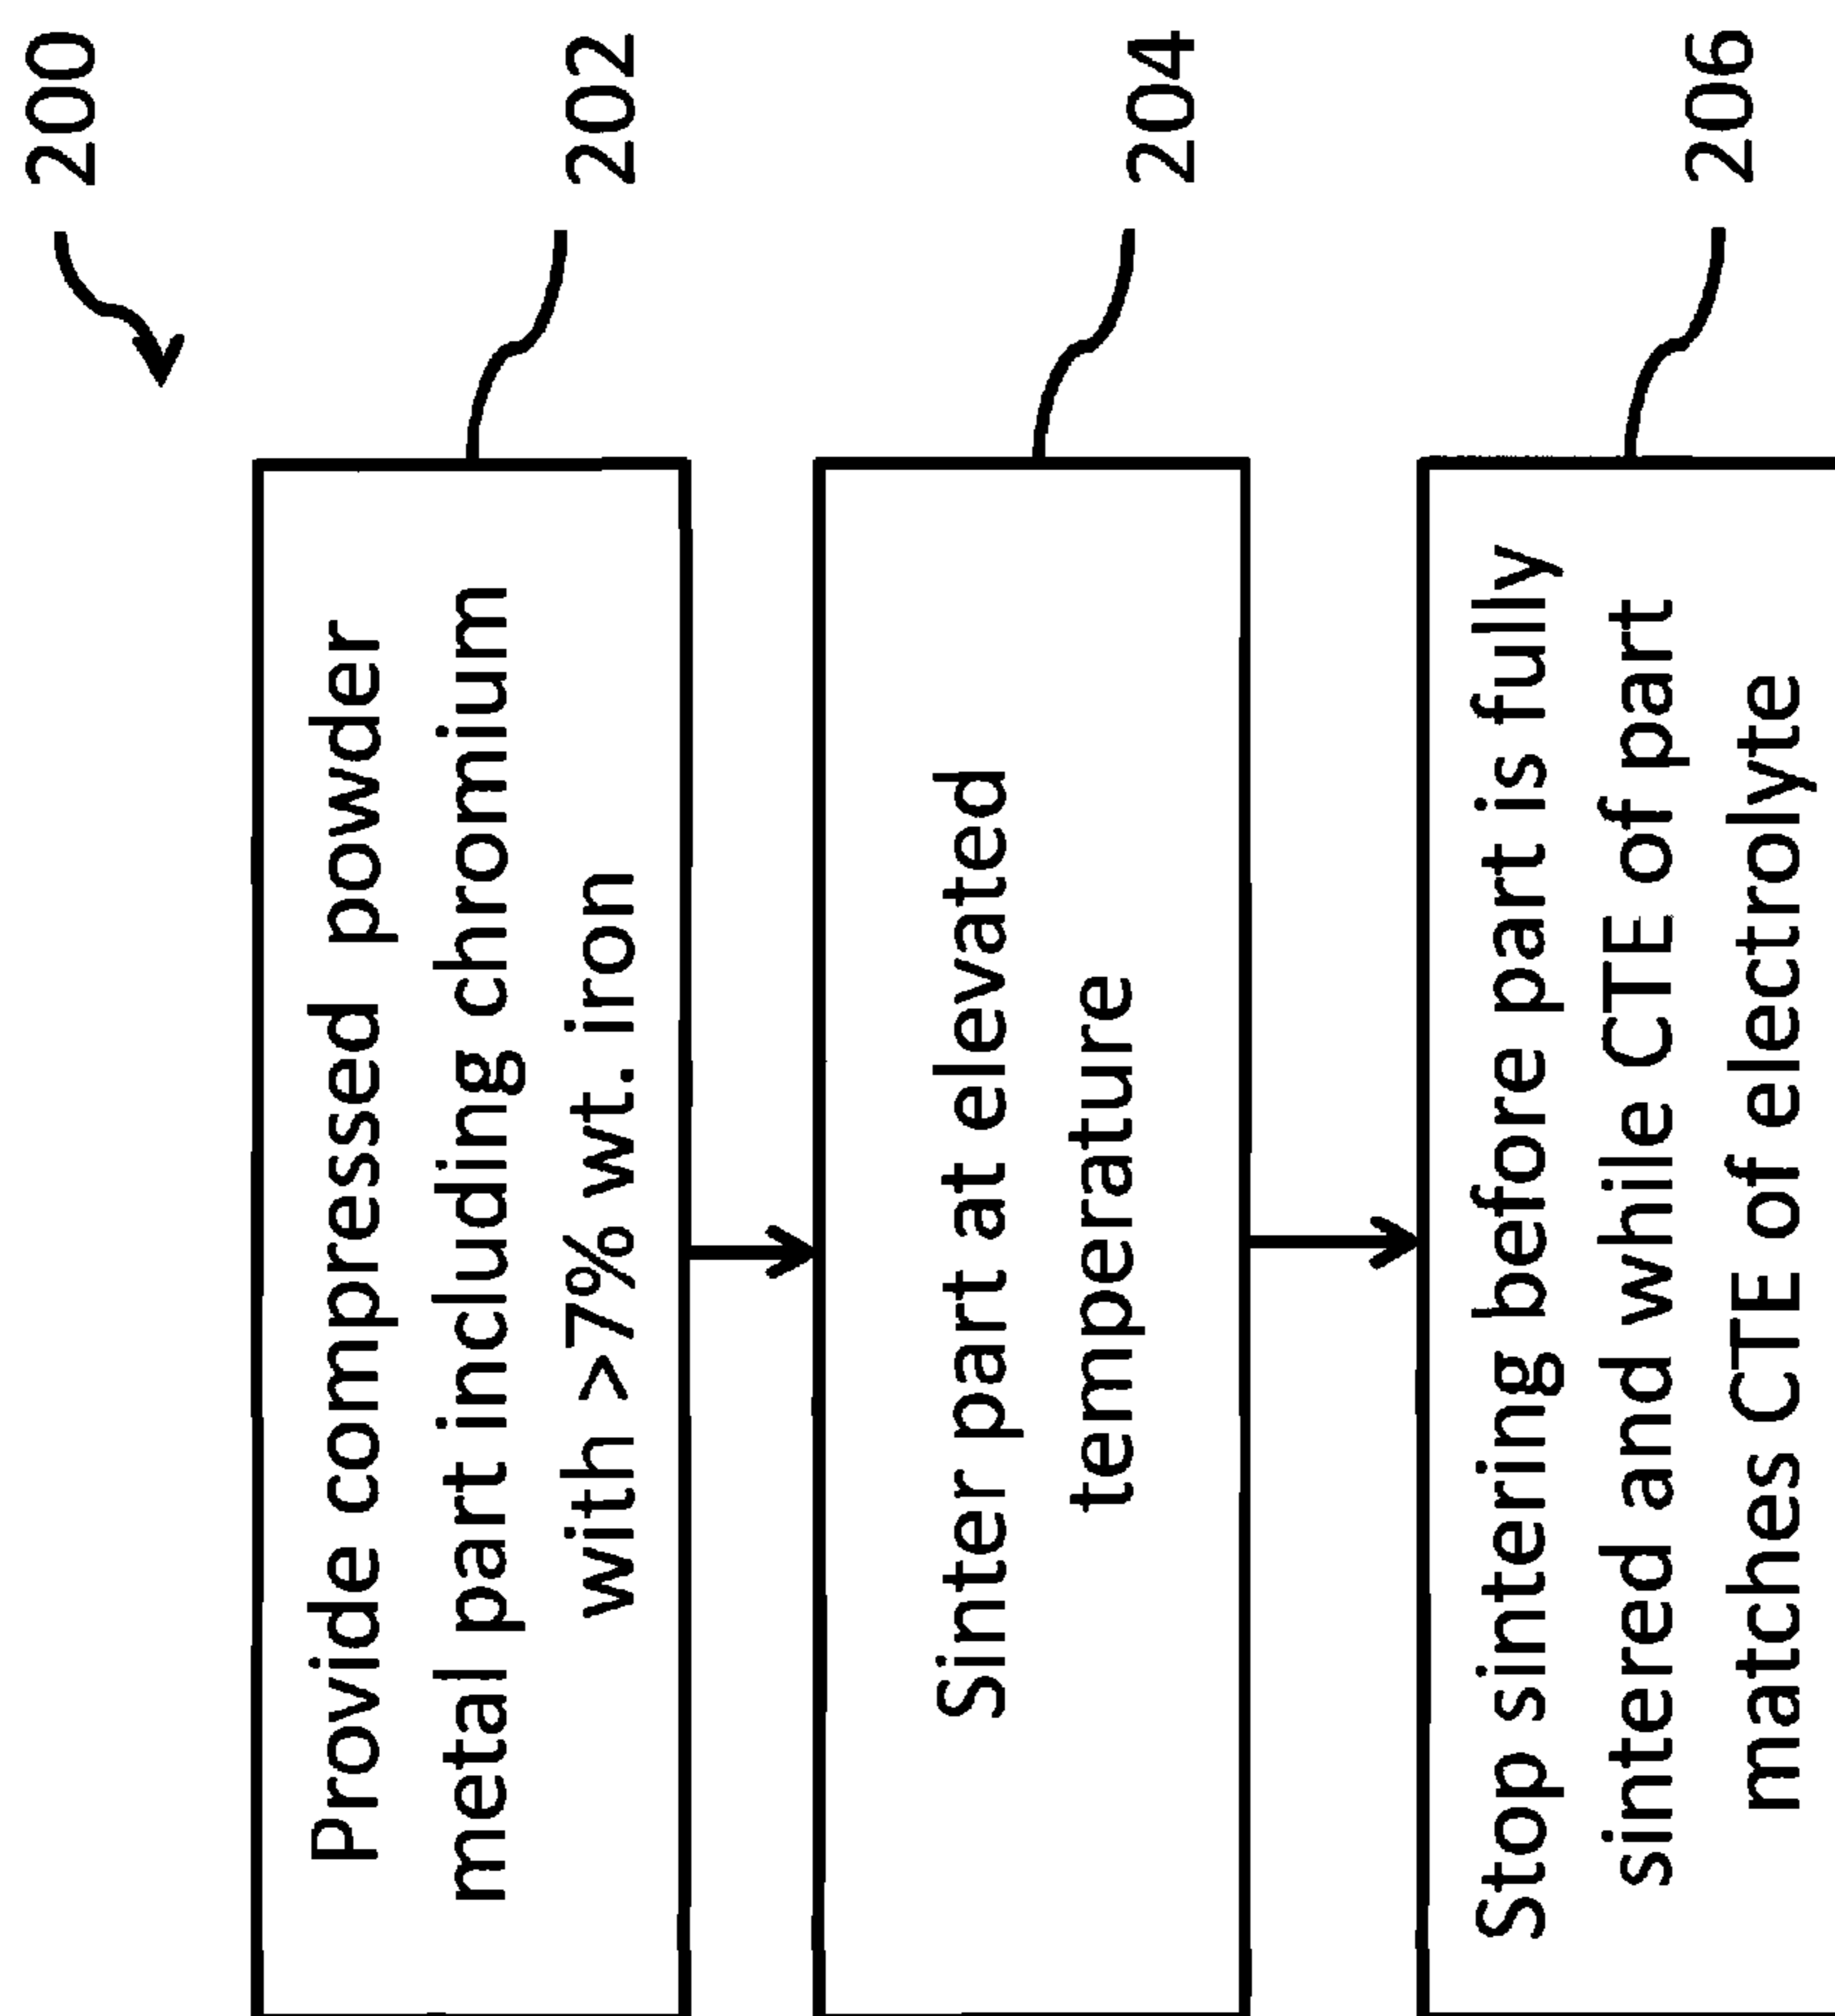 200
Provide compressed powder
metal part including chromium
with >7% wt. iron
202
Sinter part at elevated
temperature
204
Stop sintering before part is fully
sintered and while CTE of part
matches CTE of electrolyte
206